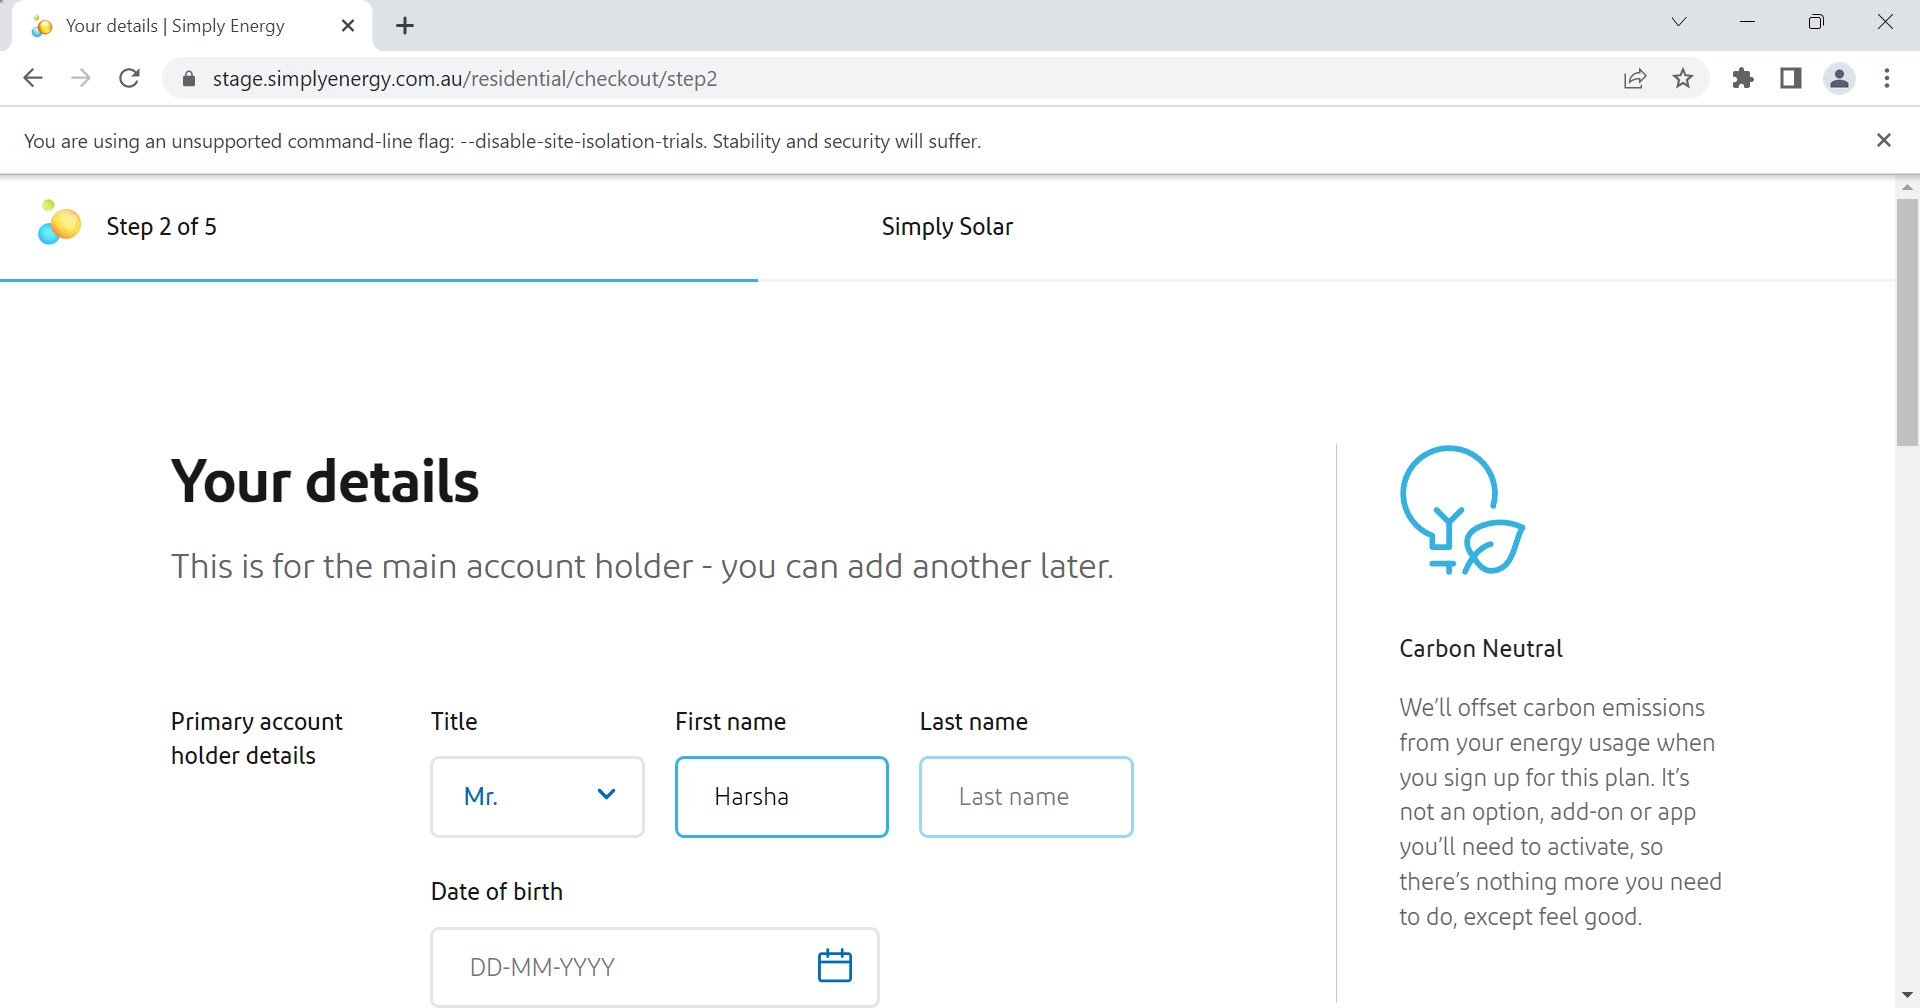 Your details | Simply Energy
stage.simplyenergy.com.au/residential/checkout/step2
You are using an unsupported command-line flag: --disable-site-isolation-trials. Stability and security will suffer.
Step 2 of 5
Simply Solar
Your details
This is for the main account holder - you can add another later.
Primary account
holder details
Title
First name
Last name
Mr.
Harsha
Last name
Date of birth
DD-MM-YYYY
Carbon Neutral
We'll offset carbon emissions
from your energy usage when
you sign up for this plan. It's
not an option, add-on or app
you'll need to activate, so
there's nothing more you need
to do, except feel good.